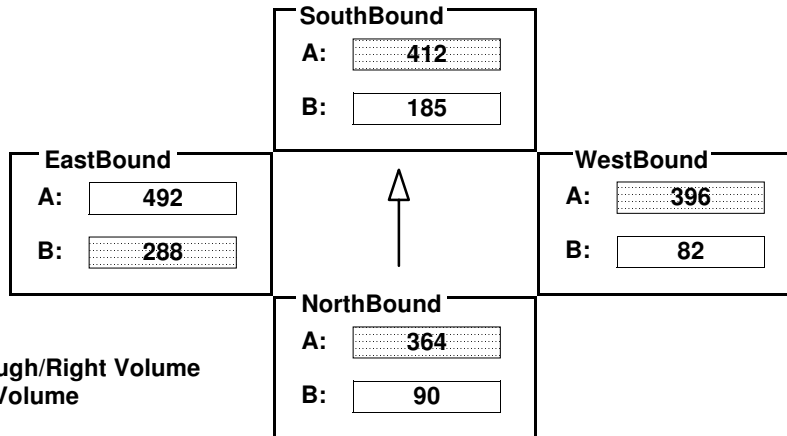 SouthBound
A: 412
B: 185
EastBound
A: 492
B: 288
WestBound
A: 396
B: 82
NorthBound
A: 364
B: 90
ugh/Right Volume
Volume